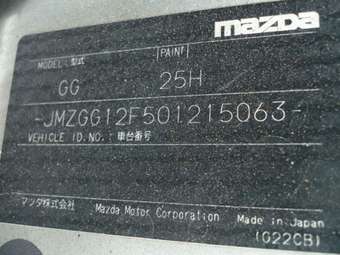 mazda
MODEL:型式 PAINT
GG 25H
-JMZGG12F501215063-
VEHICLE ID.NO.:車台番号
マツダ株式会社 Mazda Motor Corporation Made in Japan
(G22CB)